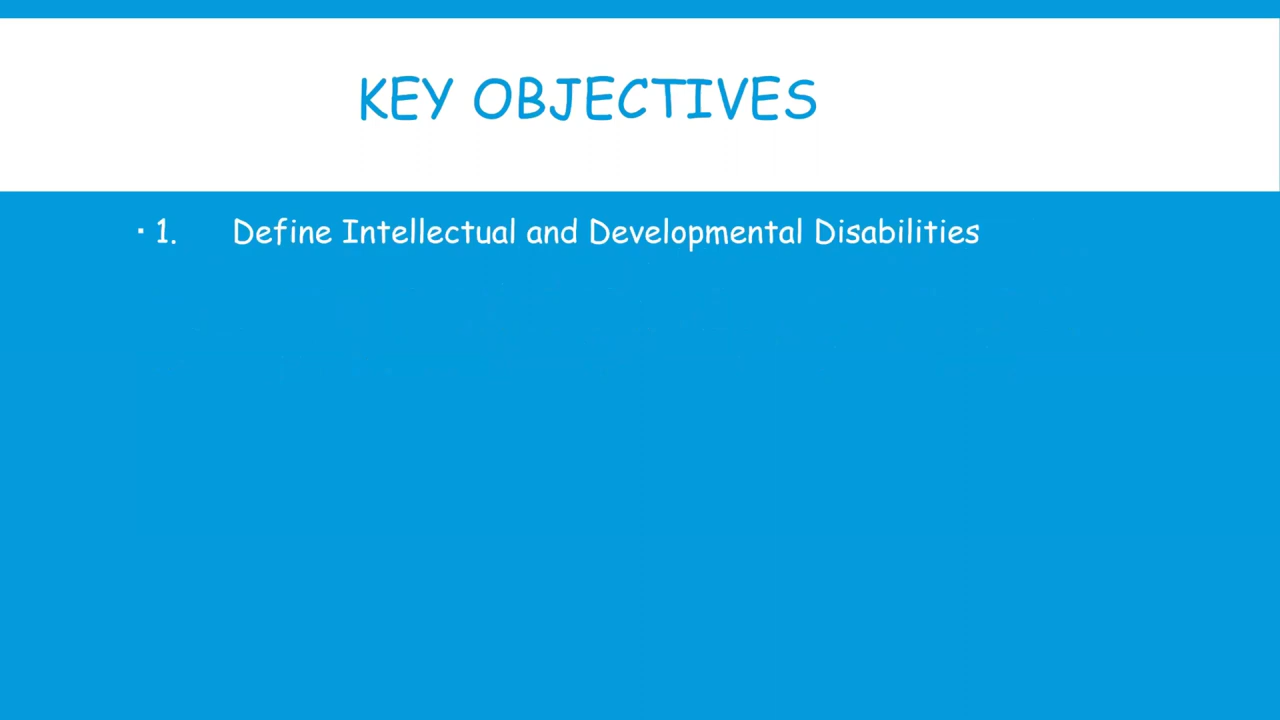 KEY OBJECTIVES
▪ 1. Define Intellectual and Developmental Disabilities